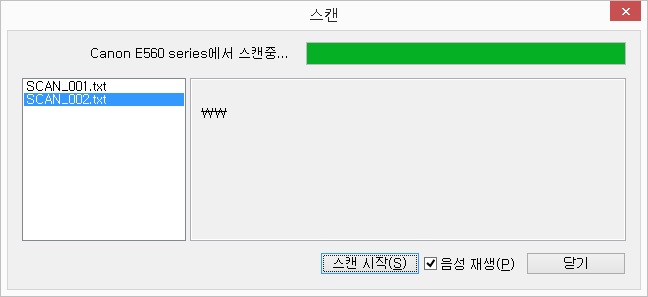 스캔
Canon E560 series에서 스캔중...
SCAN_001.txt
SCAN_002.txt
₩₩
스캔 시작(S)
음성 재생(P)
닫기